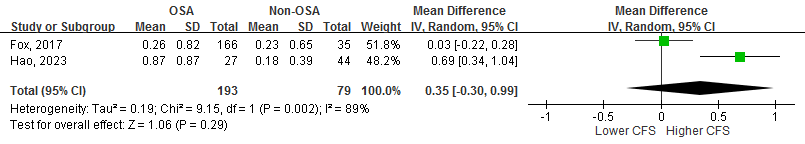 OSA Non-OSA Mean Difference Mean Difference
Study or Subgroup Mean SD Total Mean SD Total Weight IV, Random, 95% CI IV, Random, 95% CI
Fox, 2017 0.26 0.82 166 0.23 0.65 35 51.8% 0.03 [-0.22, 0.28]
Hao, 2023 0.87 0.87 27 0.18 0.39 44 48.2% 0.69 [0.34, 1.04]
Total (95% CI) 193 79 100.0% 0.35 [-0.30, 0.99]
Heterogeneity: Tau² = 0.19; Chi² = 9.15, df = 1 (P = 0.002); I² = 89%
Test for overall effect: Z = 1.06 (P = 0.29)
-1 -0.5 0 0.5 1
Lower CFS Higher CFS